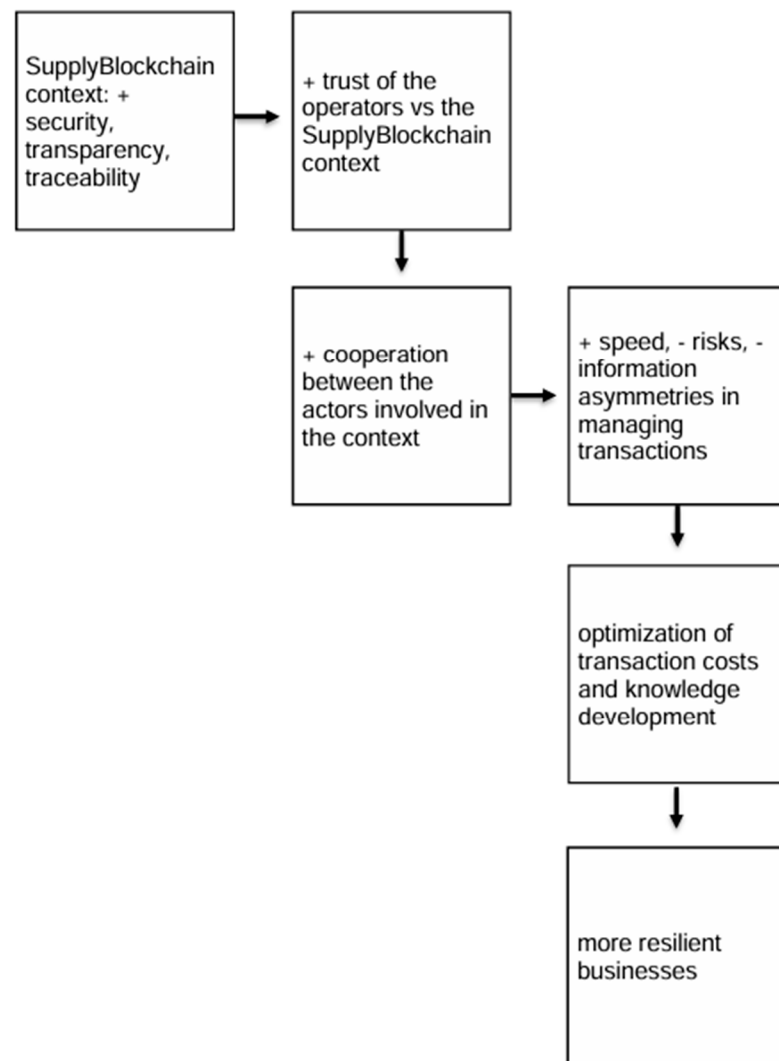 SupplyBlockchain
context: +
security,
transparency,
traceability
+ trust of the
operators vs the
SupplyBlockchain
context
+ cooperation
between the
actors involved in
the context
+ speed, - risks, -
information
asymmetries in
managing
transactions
optimization of
transaction costs
and knowledge
development
more resilient
businesses